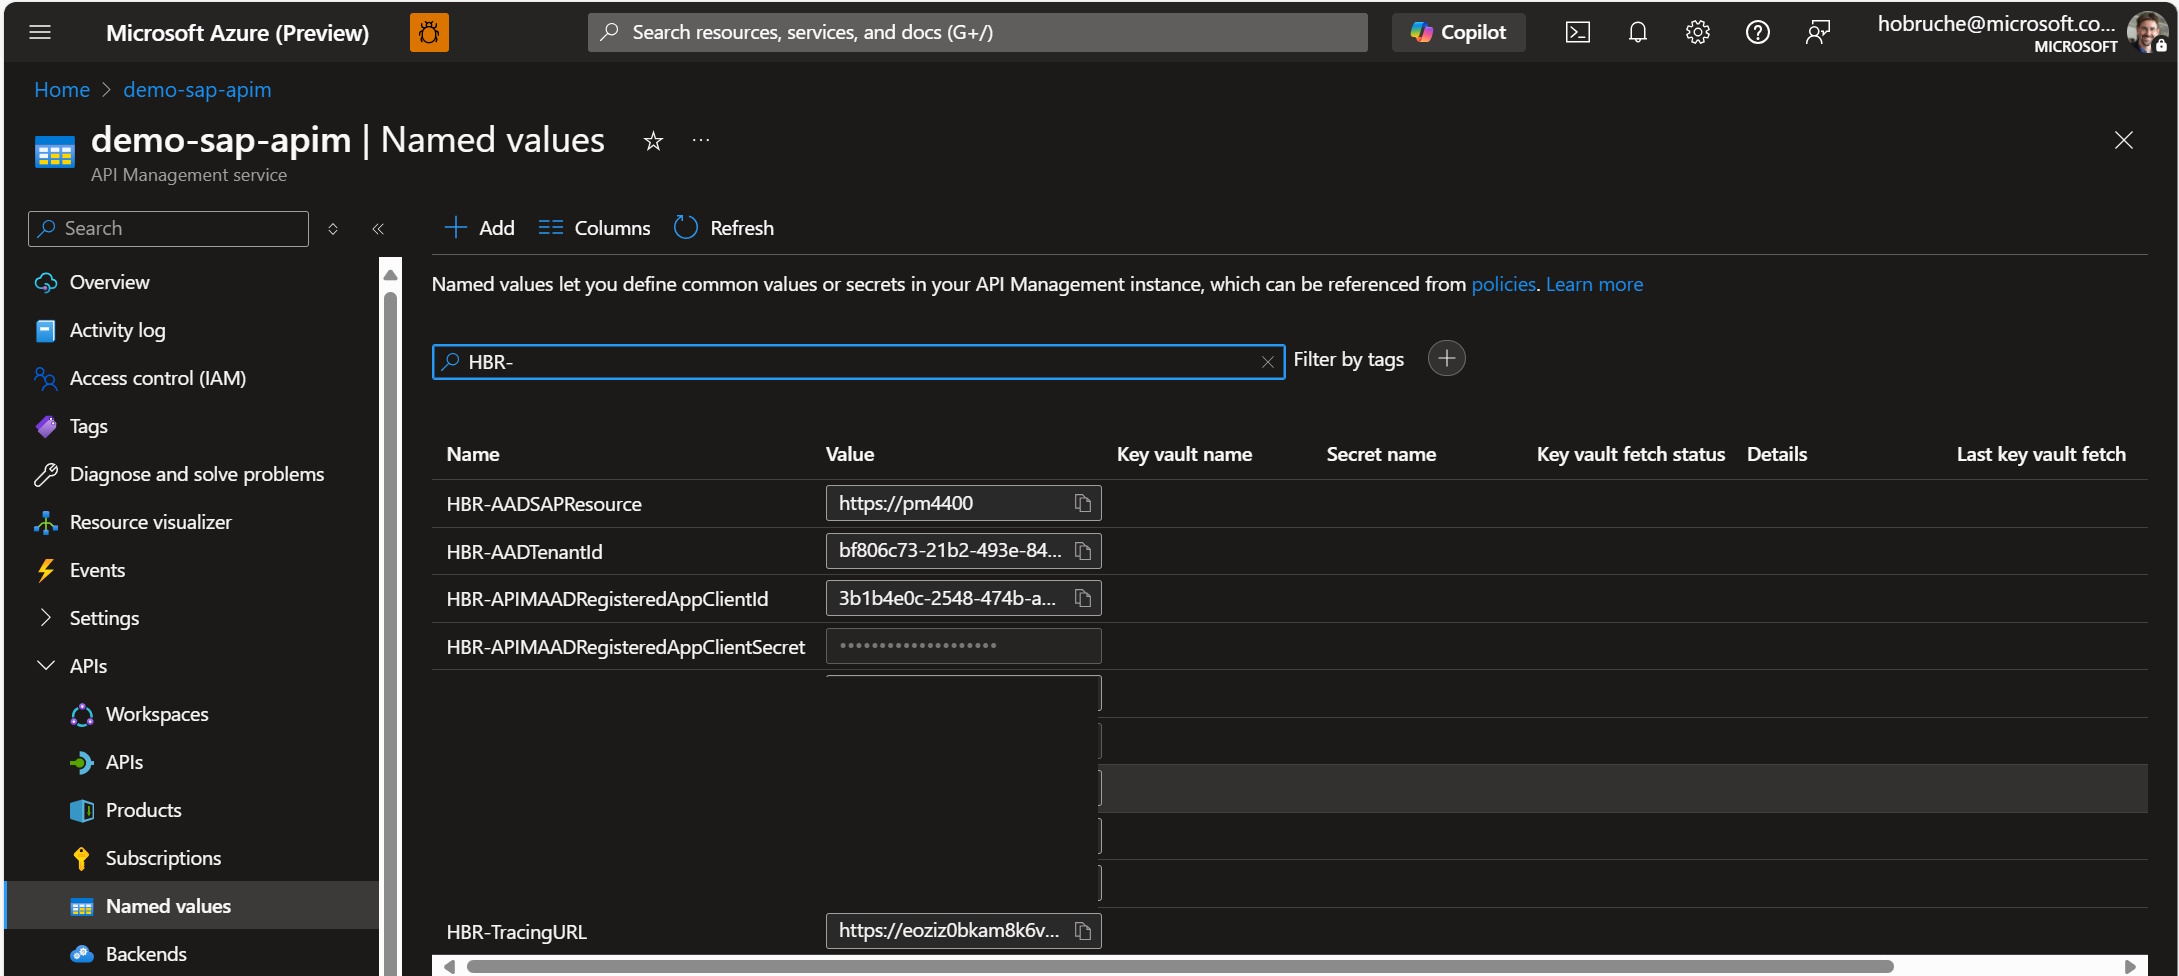 Microsoft Azure (Preview)
Search resources, services, and docs (G+/)
Copilot
hobruche@microsoft.co...
MICROSOFT
Home > demo-sap-apim
demo-sap-apim | Named values
API Management service
Search
Overview
Activity log
Access control (IAM)
Tags
Diagnose and solve problems
Resource visualizer
Events
Settings
APIs
Workspaces
APIs
Products
Subscriptions
Named values
Backends
Add Columns Refresh
Named values let you define common values or secrets in your API Management instance, which can be referenced from policies. Learn more
HBR- Filter by tags
Name Value Key vault name Secret name Key vault fetch status Details Last key vault fetch
HBR-AADSAPResource https://pm4400
HBR-AADTenantId bf806c73-21b2-493e-84...
HBR-APIMAADRegisteredAppClientId 3b1b4e0c-2548-474b-a...
HBR-APIMAADRegisteredAppClientSecret ••••••••••••••••••••
HBR-TracingURL https://eoziz0bkam8k6v...